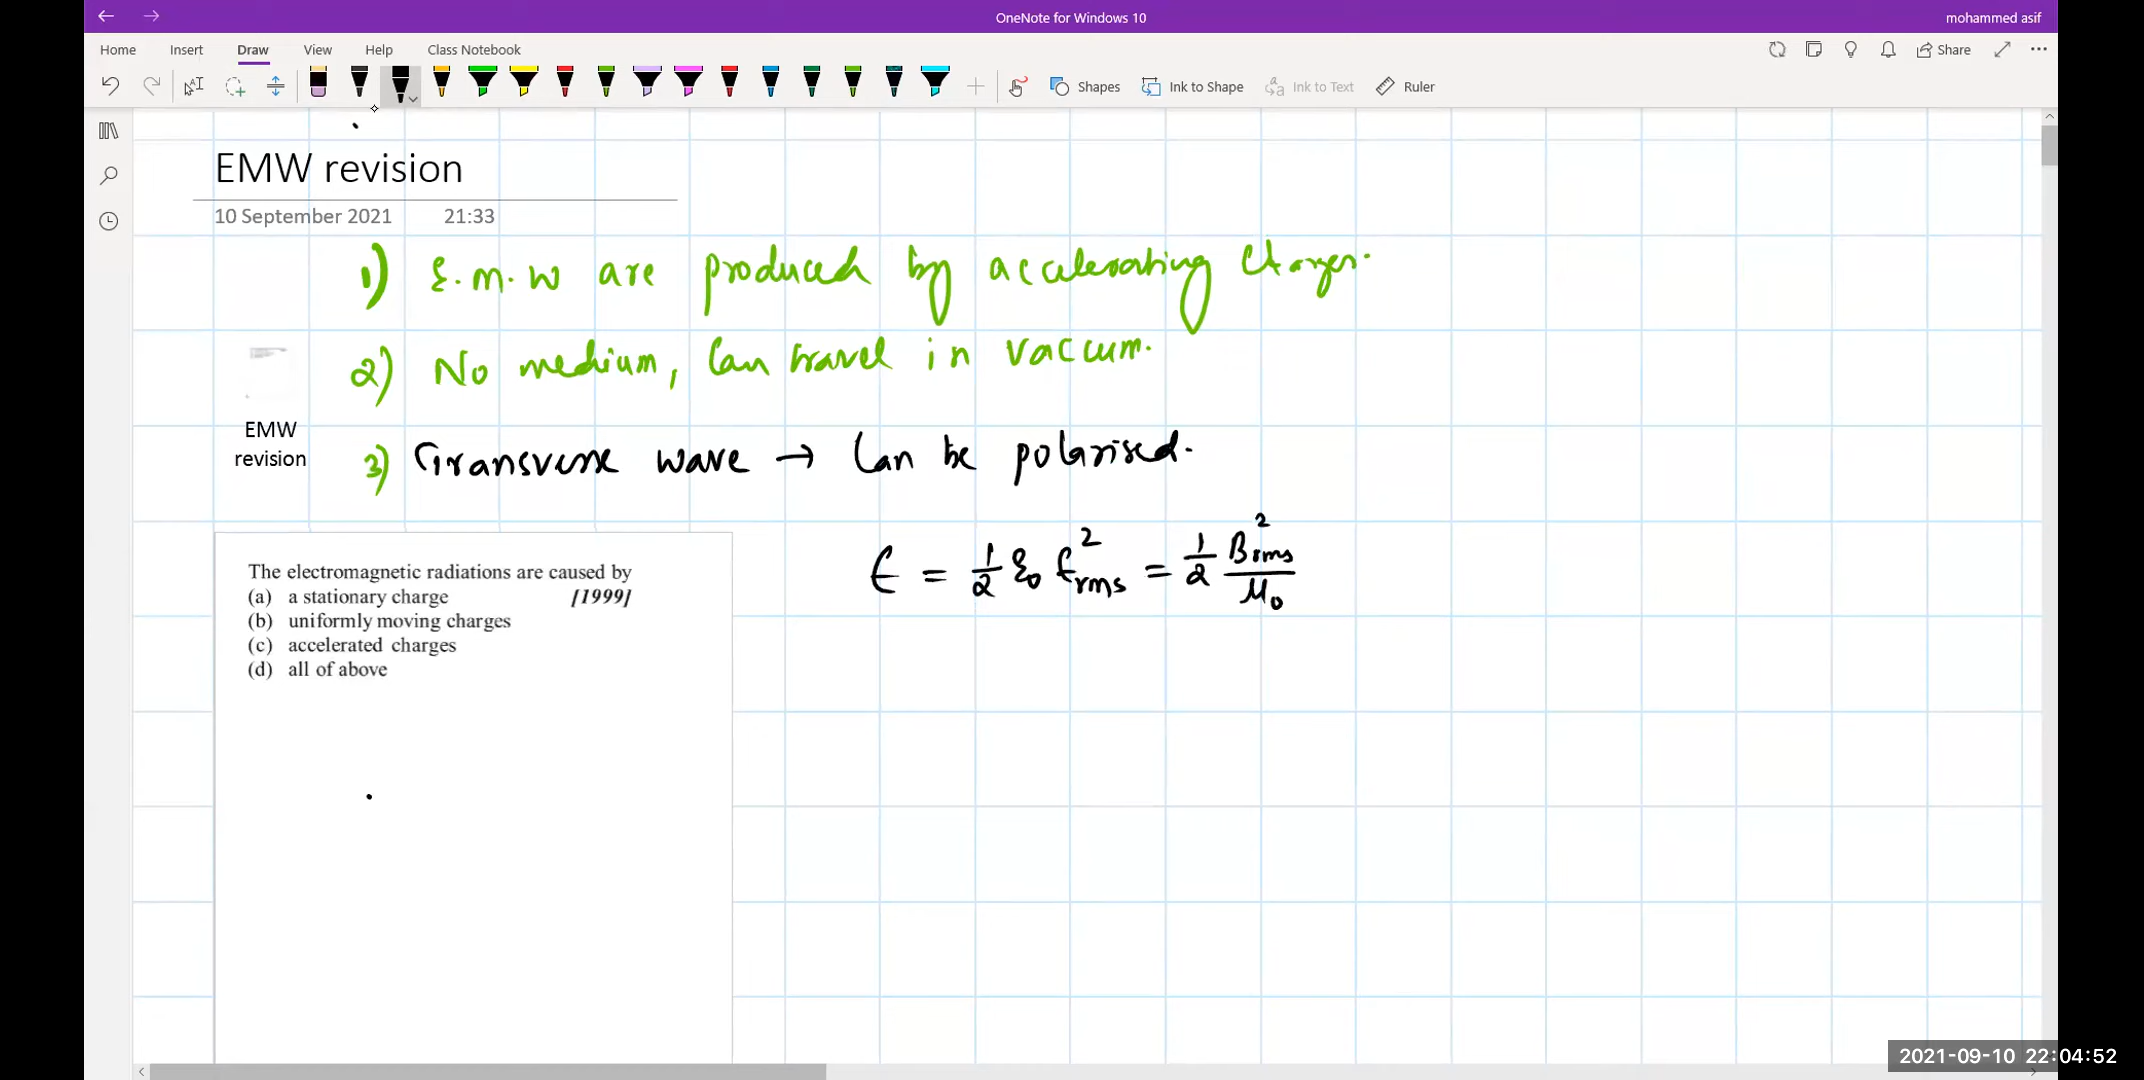 OneNote for Windows 10
mohammed asif
Home Insert Draw View Help Class Notebook
Share
Shapes Ink to Shape Ink to Text Ruler
EMW revision
10 September 2021 21:33
1) E.m.w are produced by accelerating charges.
2) No medium, Can travel in vaccum.
EMW
revision
3) Transverse wave → Can be polarised.
E = 1/2 ε₀ E²rms = 1/2 B²rms/μ₀
The electromagnetic radiations are caused by
(a) a stationary charge [1999]
(b) uniformly moving charges
(c) accelerated charges
(d) all of above
2021-09-10 22:04:52